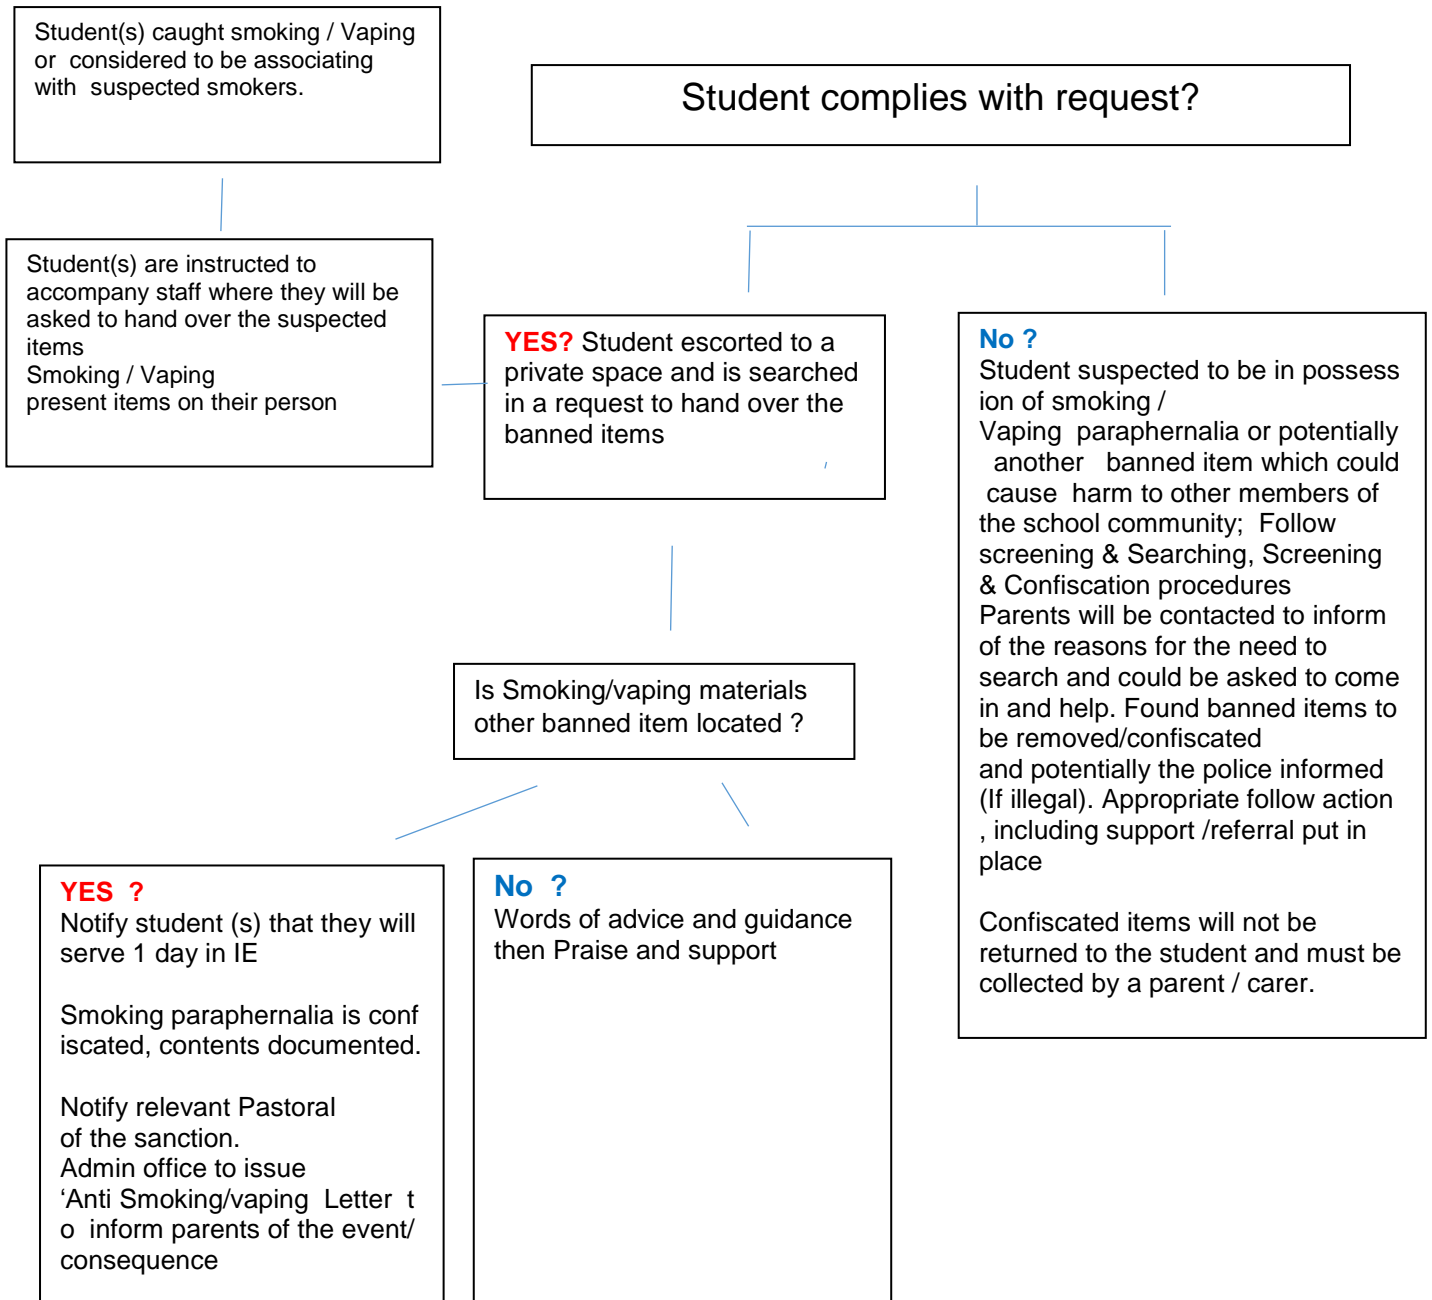 Student(s) caught smoking / Vaping
or  considered to be associating
with  suspected smokers.
Student complies with request?
Student(s) are instructed to
accompany staff where they will be
asked to hand over the suspected
items
Smoking / Vaping
present items on their person
YES? Student escorted to a
private space and is searched
in a request to hand over the
banned items
No ?
Student suspected to be in possess
ion of smoking /
Vaping  paraphernalia or potentially
another   banned item which could
cause  harm to other members of
the school community;  Follow
screening & Searching, Screening
& Confiscation procedures
Parents will be contacted to inform
of the reasons for the need to
search and could be asked to come
in and help. Found banned items to
be removed/confiscated
and potentially the police informed
(If illegal). Appropriate follow action
, including support /referral put in
place
Confiscated items will not be
returned to the student and must be
collected by a parent / carer.
Is Smoking/vaping materials
other banned item located ?
YES  ?
Notify student (s) that they will
serve 1 day in IE
Smoking paraphernalia is conf
iscated, contents documented.
Notify relevant Pastoral
of the sanction.
Admin office to issue
‘Anti Smoking/vaping  Letter  t
o  inform parents of the event/
consequence
No  ?
Words of advice and guidance
then Praise and support